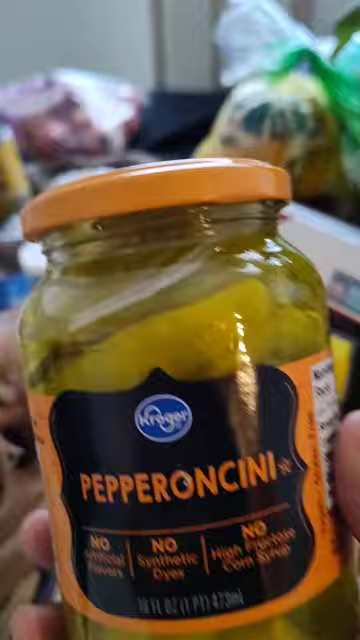 Kroger
PEPPERONCINI
NO NO NO
Artificial Synthetic High Fructose
Flavors Dyes Corn Syrup
16 FL OZ (1 PT) 473mL